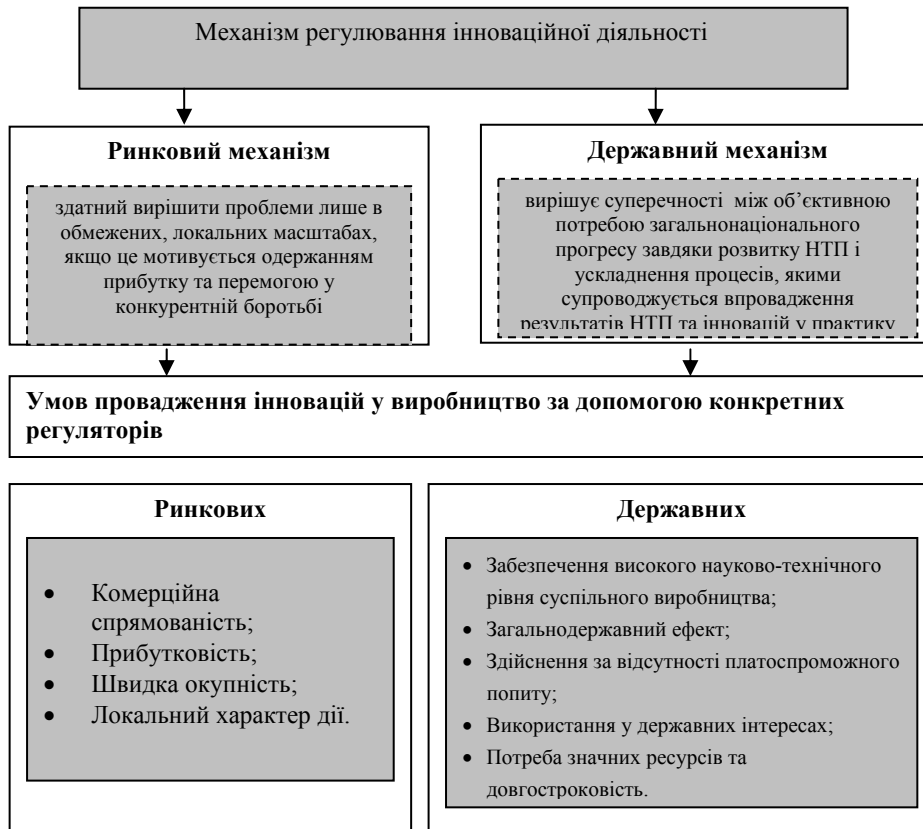 Механізм регулювання інноваційної діяльності
Ринковий механізм
здатний вирішити проблеми лише в
обмежених, локальних масштабах,
якщо це мотивується одержанням
прибутку та перемогою у
конкурентній боротьбі
Державний механізм
вирішує суперечності між об’єктивною
потребою загальнонаціонального
прогресу завдяки розвитку НТП і
ускладнення процесів, якими
супроводжується впровадження
результатів НТП та інновацій у практику
Умов провадження інновацій у виробництво за допомогою конкретних
регуляторів
Ринкових
• Комерційна
спрямованість;
• Прибутковість;
• Швидка окупність;
• Локальний характер дії.
Державних
• Забезпечення високого науково-технічного
рівня суспільного виробництва;
• Загальнодержавний ефект;
• Здійснення за відсутності платоспроможного
попиту;
• Використання у державних інтересах;
• Потреба значних ресурсів та
довгостроковість.